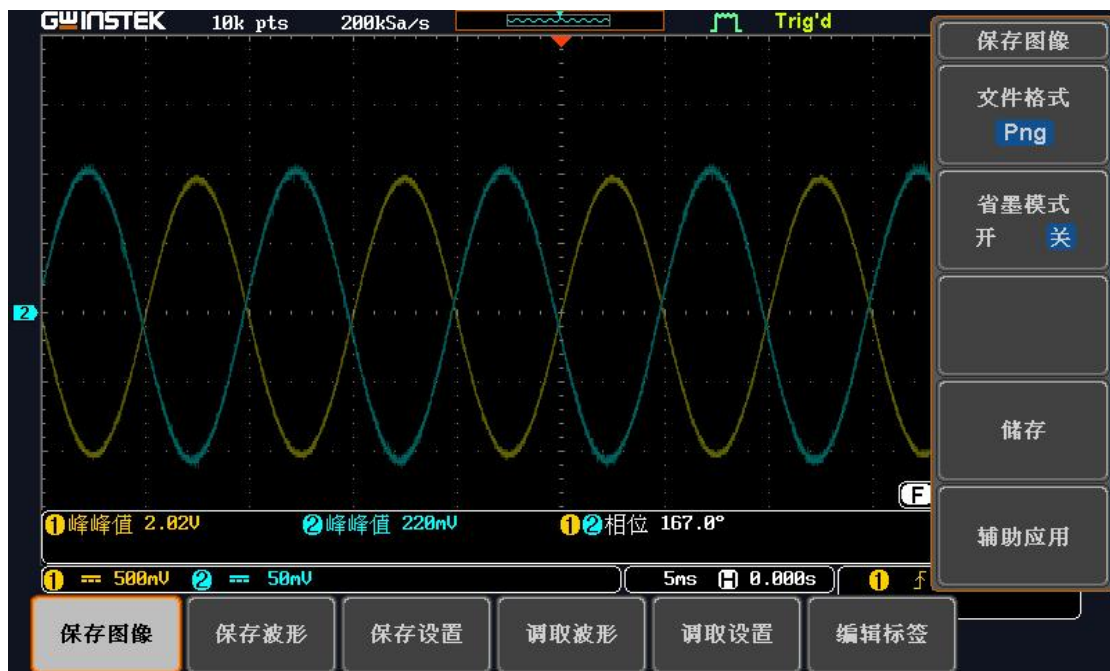 GWINSTEK 10k pts 200kSa/s Trig'd
保存图像
文件格式
Png
省墨模式
开 关
储存
辅助应用
2
F
1峰峰值 2.02V 2峰峰值 220mV 12相位 167.0°
1 500mV 2 50mV 5ms H 0.000s 1
保存图像 保存波形 保存设置 调取波形 调取设置 编辑标签